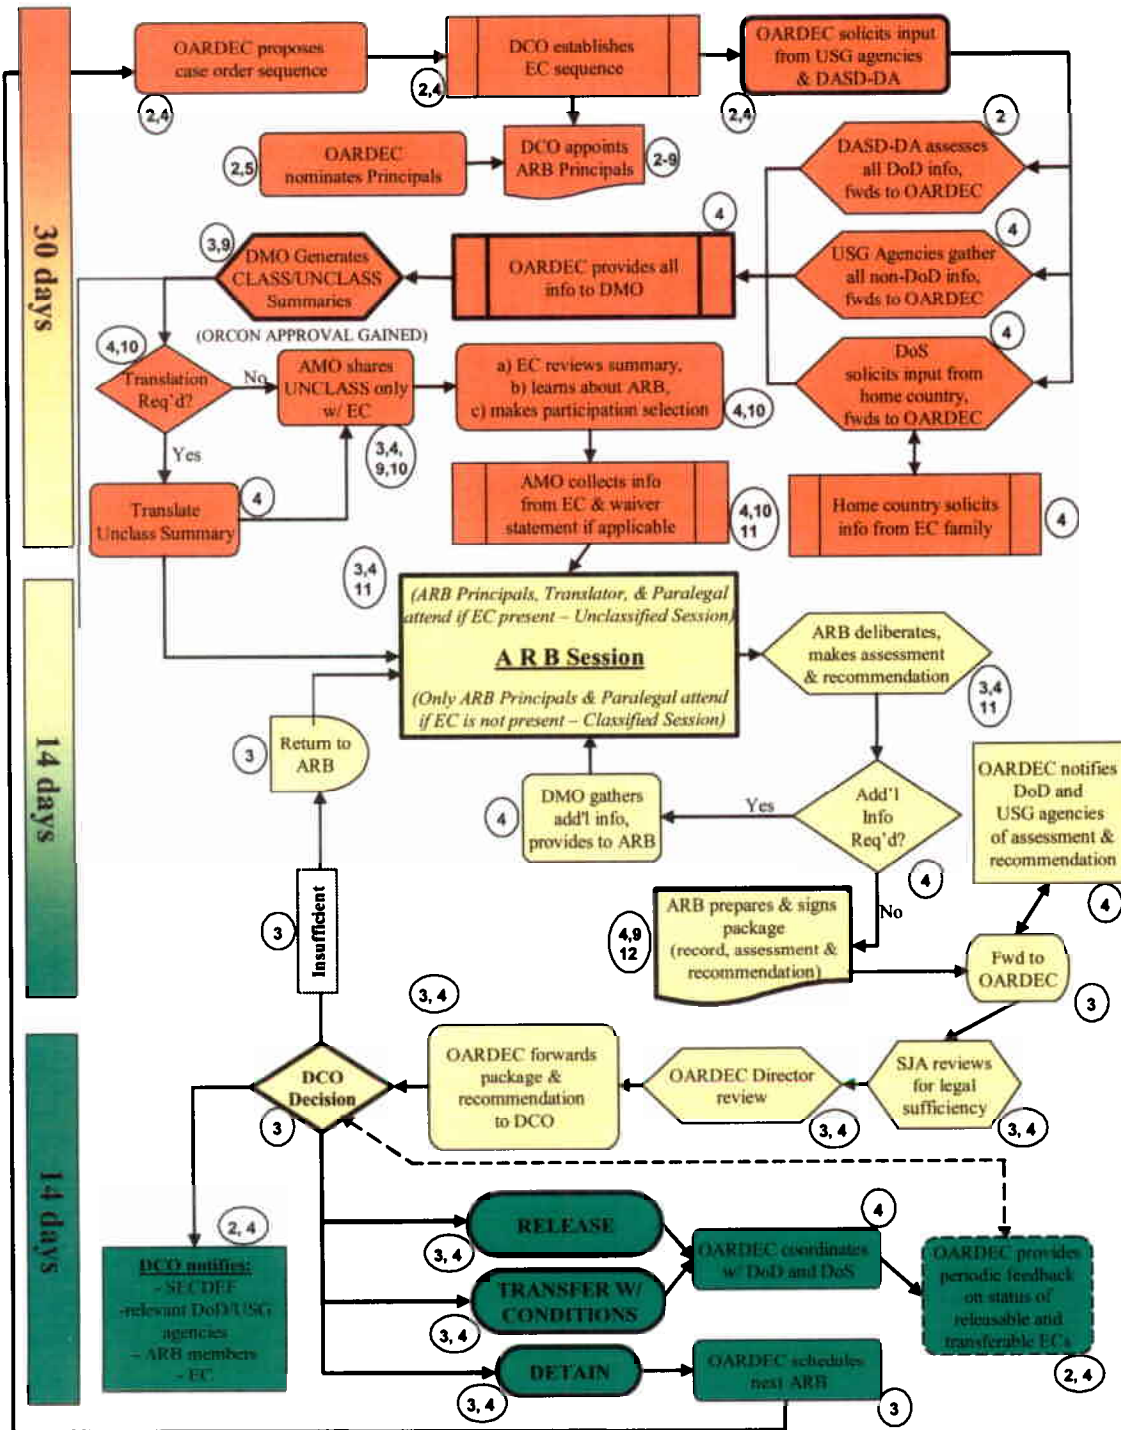 30 days
OARDEC proposes
case order sequence
2,4
DCO establishes
EC sequence
2,4
OARDEC solicits input
from USG agencies
& DASD-DA
2,4
2,5
OARDEC
nominates Principals
DCO appoints
ARB Principals
2-9
2
DASD-DA assesses
all DoD info,
fwds to OARDEC
4
USG Agencies gather
all non-DoD info,
fwds to OARDEC
4
DoS
solicits input from
home country,
fwds to OARDEC
Home country solicits
info from EC family
4
4
OARDEC provides all
info to DMO
3,9
DMO Generates
CLASS/UNCLASS
Summaries
(ORCON APPROVAL GAINED)
4,10
Translation
Req'd?
No
Yes
AMO shares
UNCLASS only
w/ EC
3,4,
9,10
Translate
Unclass Summary
4
a) EC reviews summary,
b) learns about ARB,
c) makes participation selection
4,10
AMO collects info
from EC & waiver
statement if applicable
4,10
11
14 days
3,4
11
(ARB Principals, Translator, & Paralegal
attend if EC present – Unclassified Session)
A R B Session
(Only ARB Principals & Paralegal attend
if EC is not present – Classified Session)
ARB deliberates,
makes assessment
& recommendation
3,4
11
3
Return to
ARB
4
DMO gathers
add'l info,
provides to ARB
Yes
Add'l
Info
Req'd?
4
No
OARDEC notifies
DoD and
USG agencies
of assessment &
recommendation
4
4,9
12
ARB prepares & signs
package
(record, assessment &
recommendation)
Fwd to
OARDEC
3
3
Insufficient
14 days
DCO
Decision
3
3, 4
OARDEC forwards
package &
recommendation
to DCO
OARDEC Director
review
3, 4
SJA reviews
for legal
sufficiency
3, 4
2, 4
DCO notifies:
- SECDEF
-relevant DoD/USG
agencies
– ARB members
- EC
RELEASE
3, 4
TRANSFER W/
CONDITIONS
3, 4
DETAIN
3, 4
4
OARDEC coordinates
w/ DoD and DoS
OARDEC schedules
next ARB
3
OARDEC provides
periodic feedback
on status of
releasable and
transferable ECs
2, 4